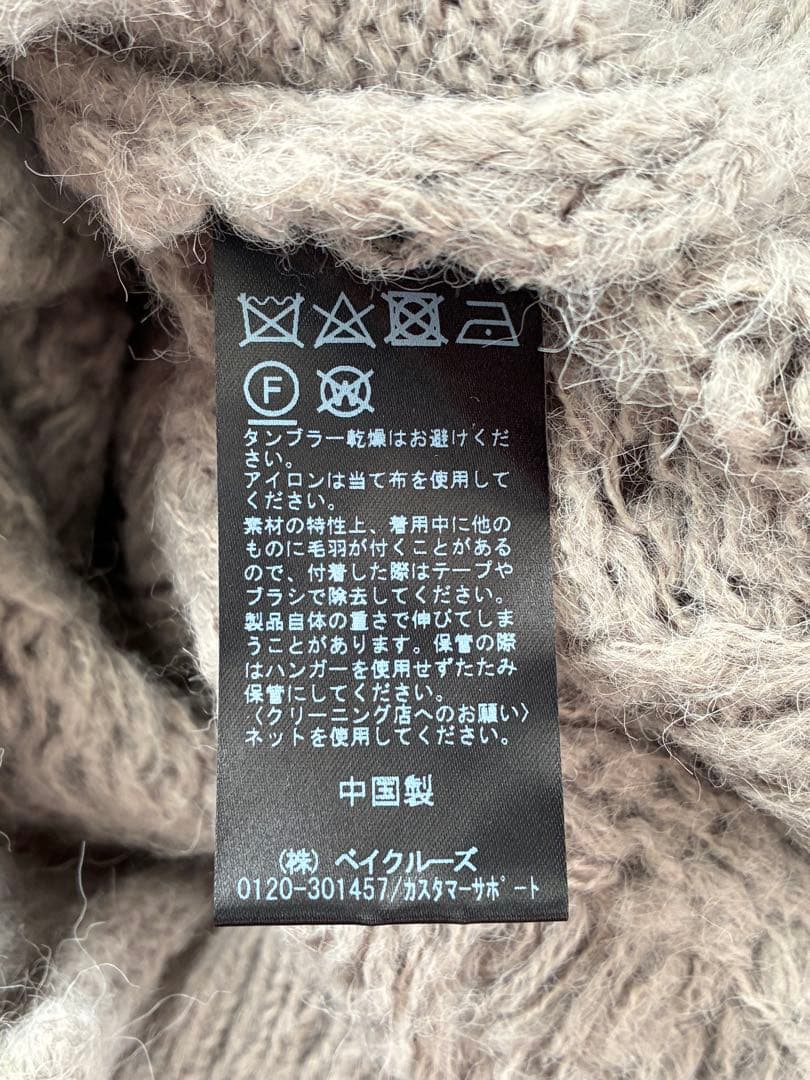 F W
タンブラー乾燥はお避けくだ
さい。
アイロンは当て布を使用して
ください。
素材の特性上、着用中に他の
ものに毛羽が付くことがある
ので、付着した際はテープや
ブラシで除去してください。
製品自体の重さで伸びてしま
うことがあります。保管の際
はハンガーを使用せずたたみ
保管にしてください。
〈クリーニング店へのお願い〉
ネットを使用してください。
中国製
(株) ベイクルーズ
0120-301457/カスタマーサポート